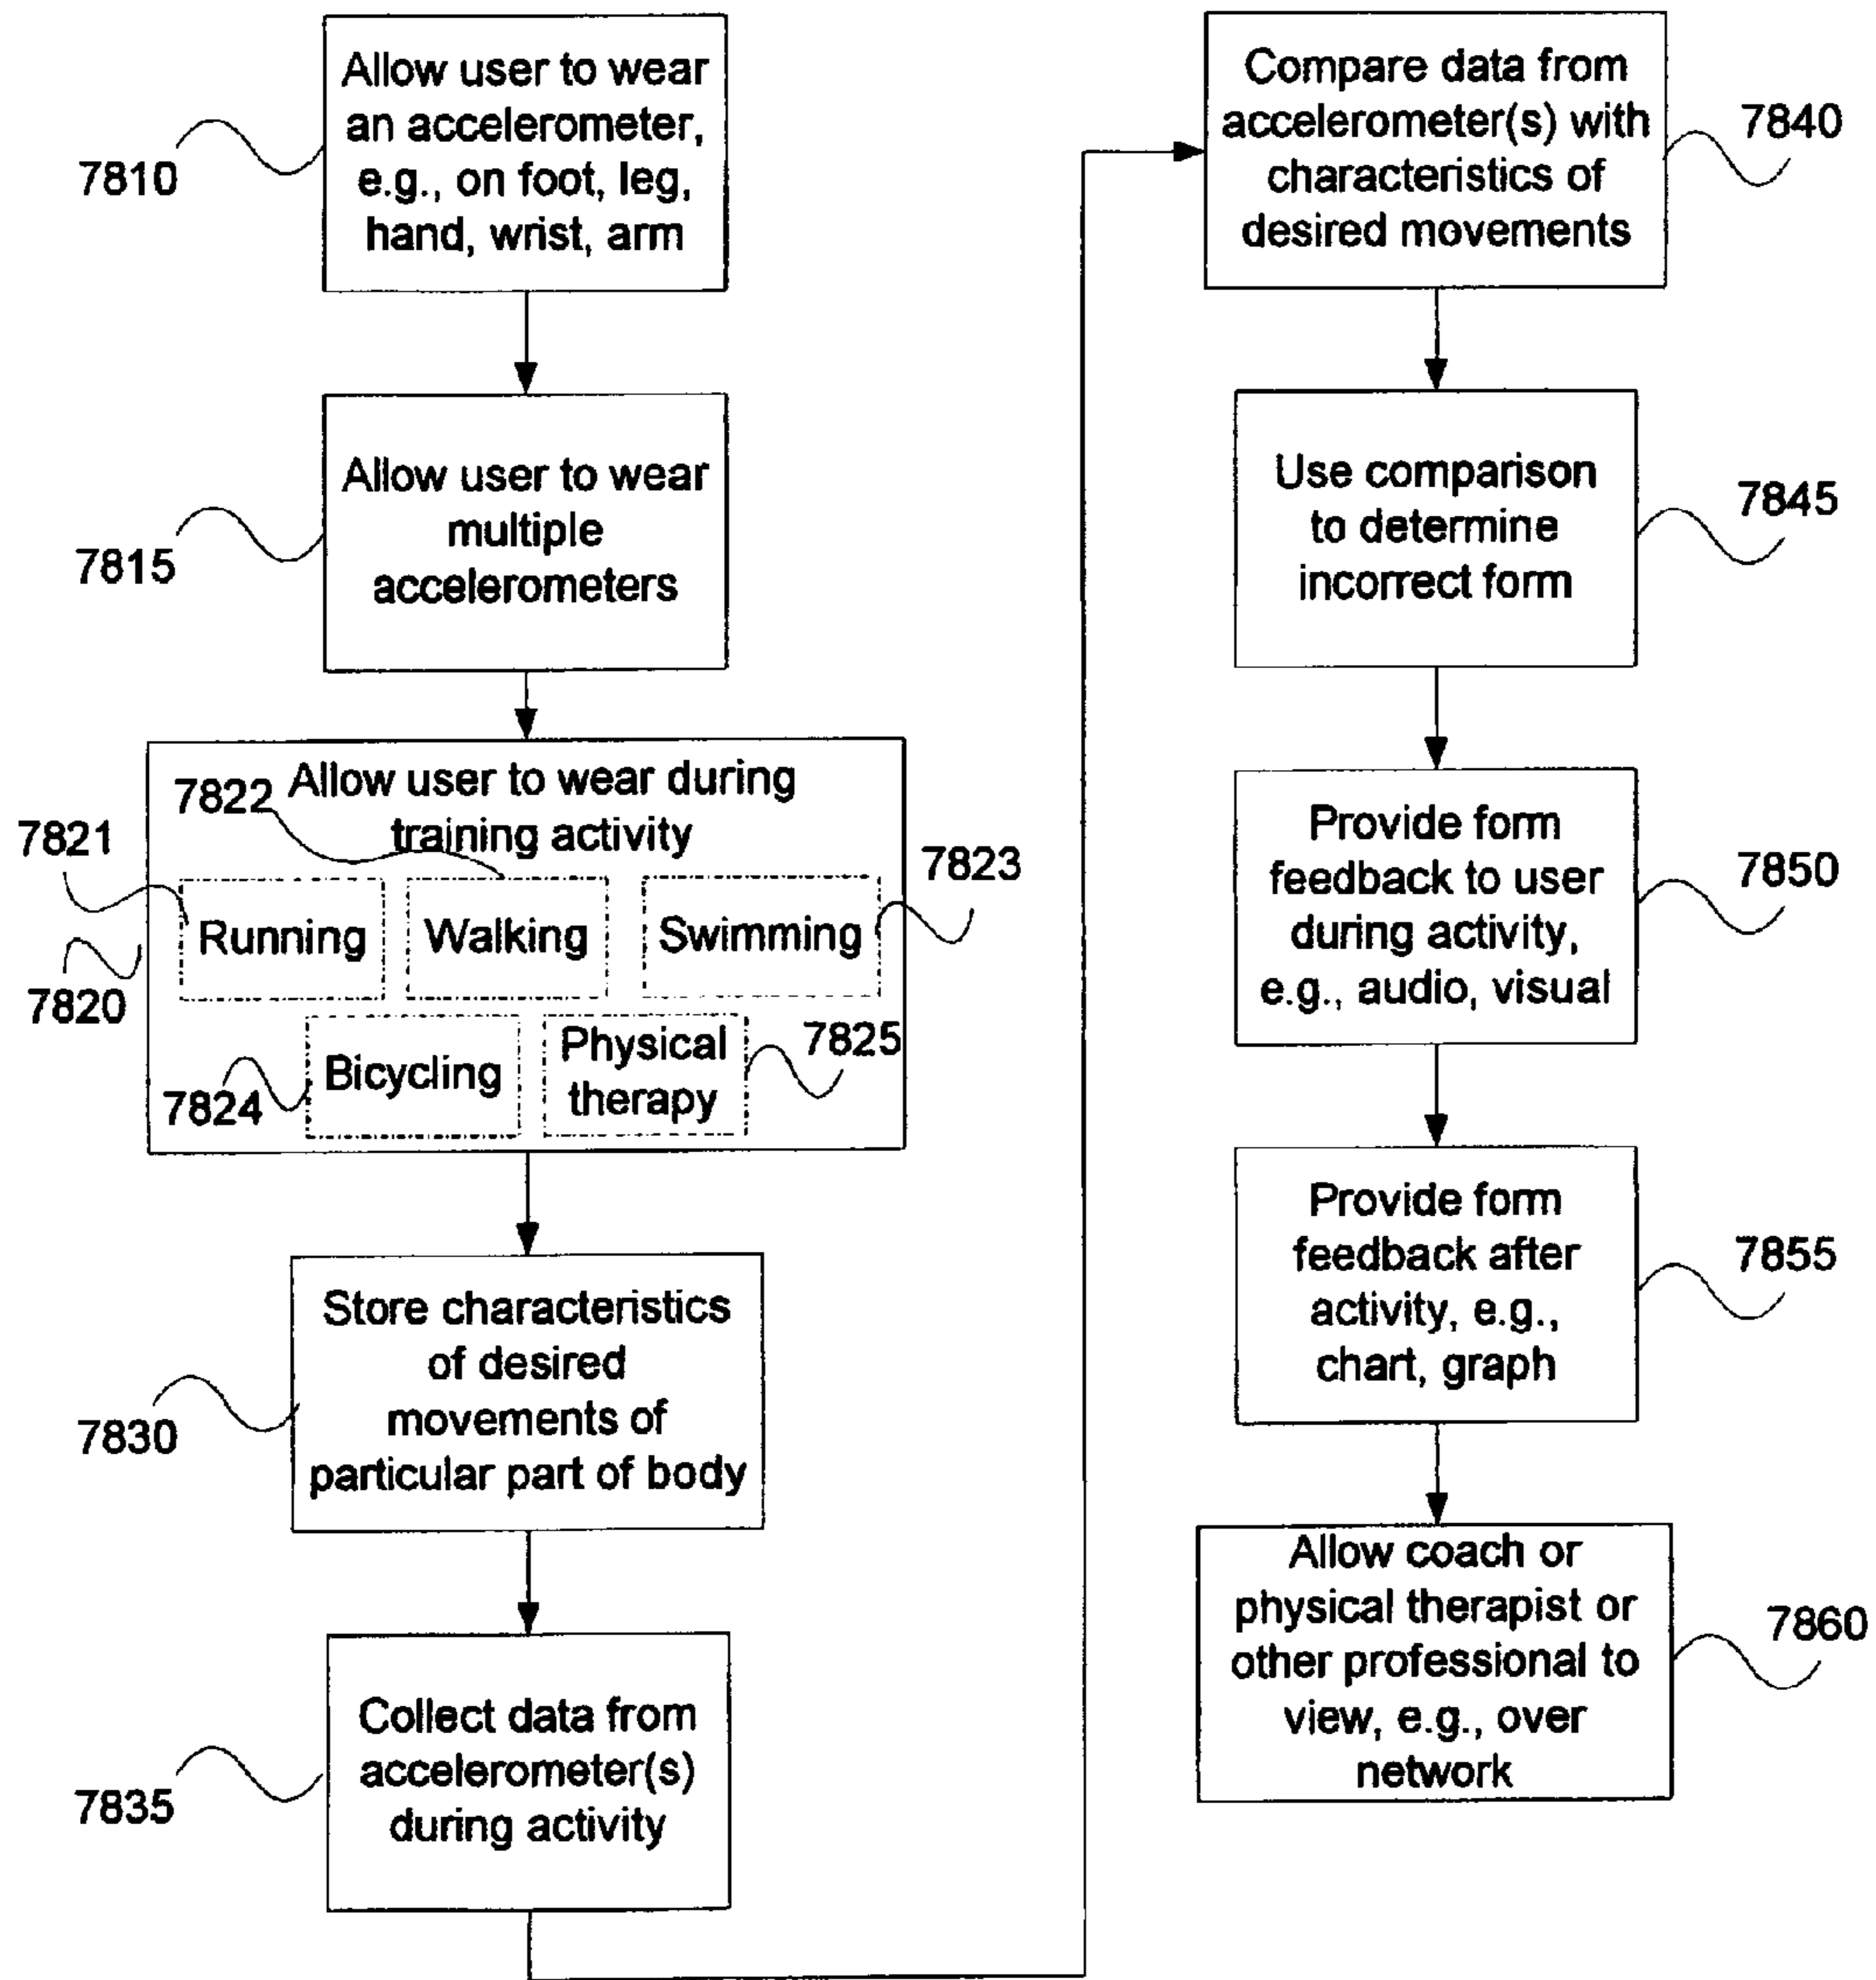 Allow user to wear
an accelerometer,
e.g., on foot, leg,
hand, wrist, arm
7810
Allow user to wear
multiple
accelerometers
7815
Allow user to wear during
training activity
7822
7821
7823
Running
Walking
Swimming
7820
Bicycling
Physical
therapy
7825
7824
Store characteristics
of desired
movements of
particular part of body
7830
Collect data from
accelerometer(s)
during activity
7835
Compare data from
accelerometer(s) with
characteristics of
desired movements
7840
Use comparison
to determine
incorrect form
7845
Provide form
feedback to user
during activity,
e.g., audio, visual
7850
Provide form
feedback after
activity, e.g.,
chart, graph
7855
Allow coach or
physical therapist or
other professional to
view, e.g., over
network
7860